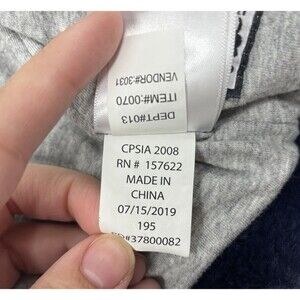 VENDOR#:3031
ITEM#:0070
DEPT#013
CPSIA 2008
RN # 157622
MADE IN
CHINA
07/15/2019
195
#37800082